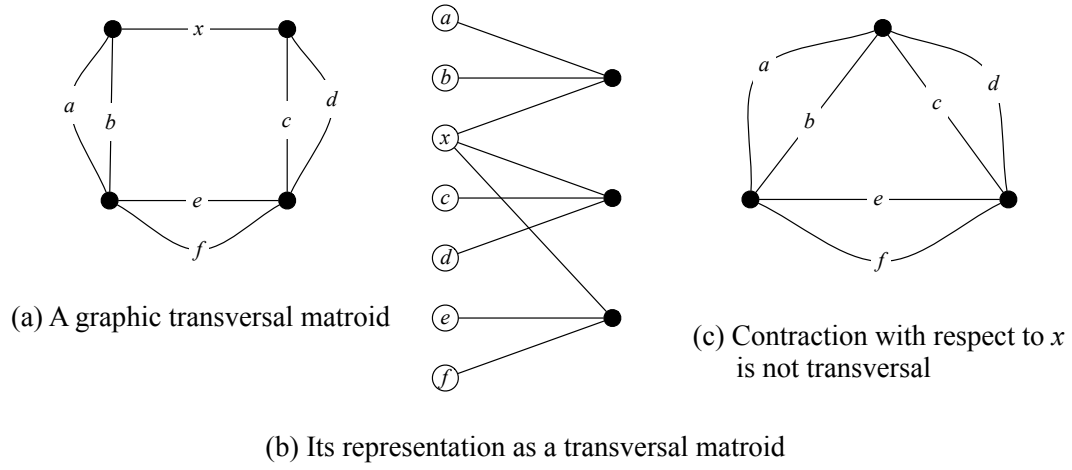 x
a
b
c
d
e
f
(a) A graphic transversal matroid
a
b
x
c
d
e
f
(b) Its representation as a transversal matroid
a
b
c
d
e
f
(c) Contraction with respect to x
is not transversal